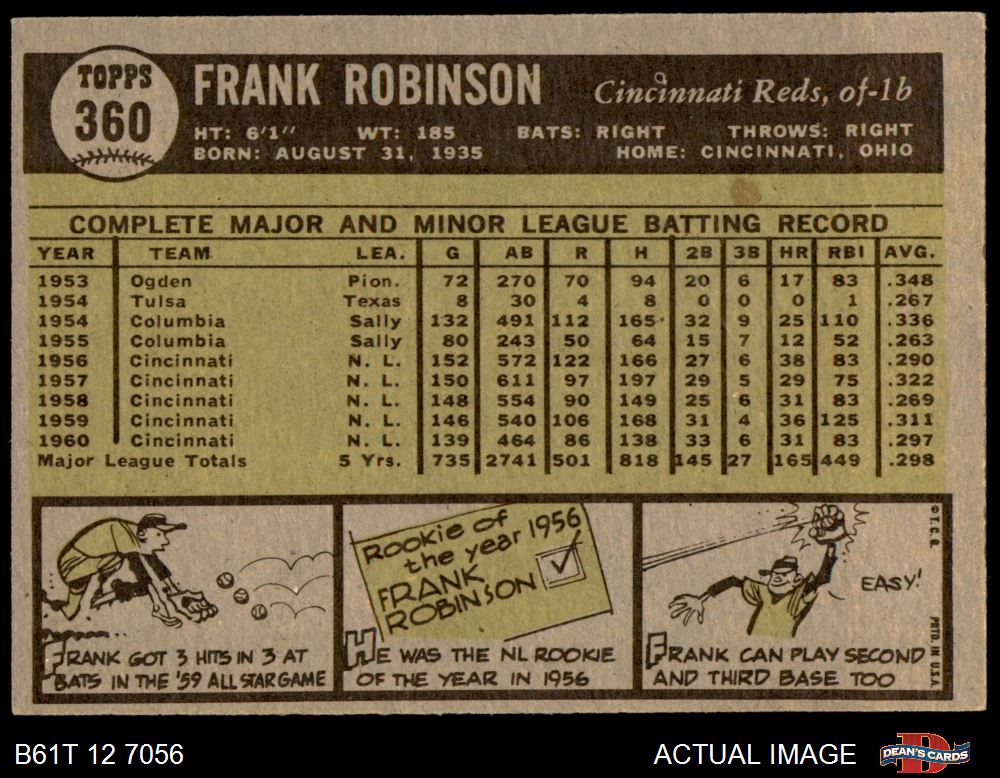 TOPPS
360
FRANK ROBINSON Cincinnati Reds, of-1b
HT: 6'1" WT: 185 BATS: RIGHT THROWS: RIGHT
BORN: AUGUST 31, 1935 HOME: CINCINNATI, OHIO
COMPLETE MAJOR AND MINOR LEAGUE BATTING RECORD
YEAR TEAM LEA. G AB R H 2B 3B HR RBI AVG.
1953 Ogden Pion. 72 270 70 94 20 6 17 83 .348
1954 Tulsa Texas 8 30 4 8 0 0 0 1 .267
1954 Columbia Sally 132 491 112 165 32 9 25 110 .336
1955 Columbia Sally 80 243 50 64 15 7 12 52 .263
1956 Cincinnati N. L. 152 572 122 166 27 6 38 83 .290
1957 Cincinnati N. L. 150 611 97 197 29 5 29 75 .322
1958 Cincinnati N. L. 148 554 90 149 25 6 31 83 .269
1959 Cincinnati N. L. 146 540 106 168 31 4 36 125 .311
1960 Cincinnati N. L. 139 464 86 138 33 6 31 83 .297
Major League Totals 5 Yrs. 735 2741 501 818 145 27 165 449 .298
Rookie of
the year 1956
FRANK
ROBINSON
EASY!
FRANK GOT 3 HITS IN 3 AT
BATS IN THE '59 ALL STAR GAME
HE WAS THE NL ROOKIE
OF THE YEAR IN 1956
FRANK CAN PLAY SECOND
AND THIRD BASE TOO
© T. C. G.
PRTD. IN U.S.A.
B61T 12 7056 ACTUAL IMAGE
DEAN'S CARDS